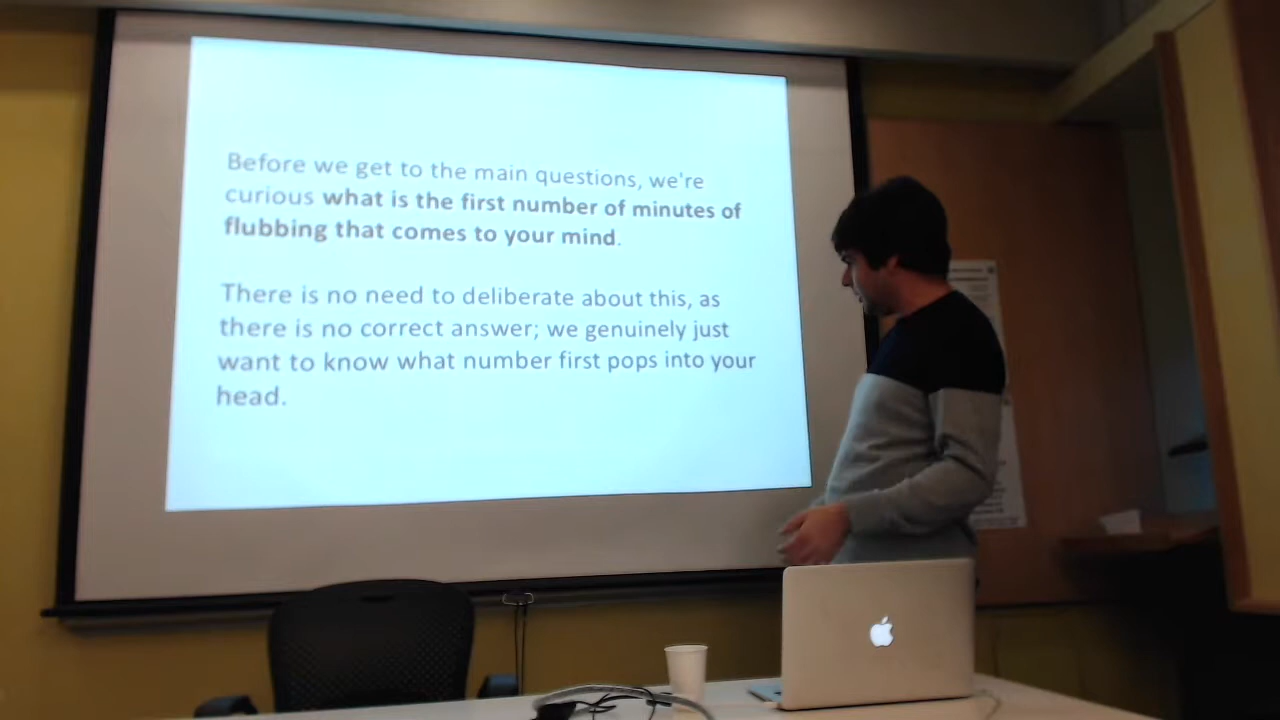 Before we get to the main questions, we're
curious what is the first number of minutes of
flubbing that comes to your mind.
There is no need to deliberate about this, as
there is no correct answer; we genuinely just
want to know what number first pops into your
head.